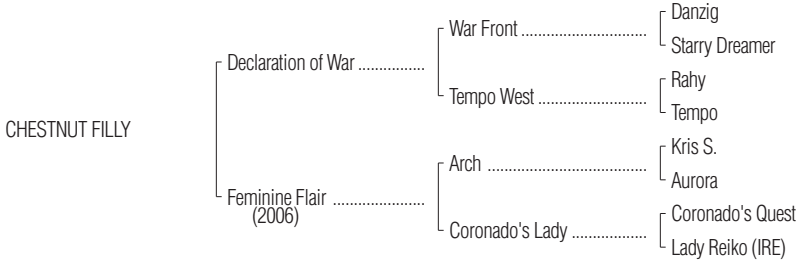 Danzig
War Front ..............................
Starry Dreamer
Declaration of War ................
Rahy
Tempo West ..........................
Tempo
CHESTNUT FILLY
Kris S.
Arch ......................................
Aurora
Feminine Flair ......................
(2006)
Coronado's Quest
Coronado's Lady ..................
Lady Reiko (IRE)